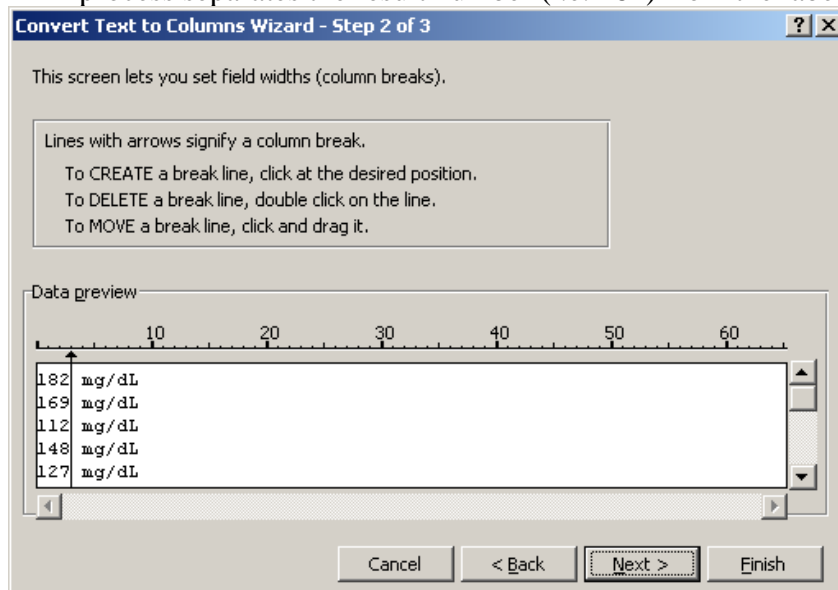 Convert Text to Columns Wizard - Step 2 of 3
This screen lets you set field widths (column breaks).
Lines with arrows signify a column break.
To CREATE a break line, click at the desired position.
To DELETE a break line, double click on the line.
To MOVE a break line, click and drag it.
Data preview
10 20 30 40 50 60
182 mg/dL
169 mg/dL
112 mg/dL
148 mg/dL
127 mg/dL
Cancel < Back Next > Finish